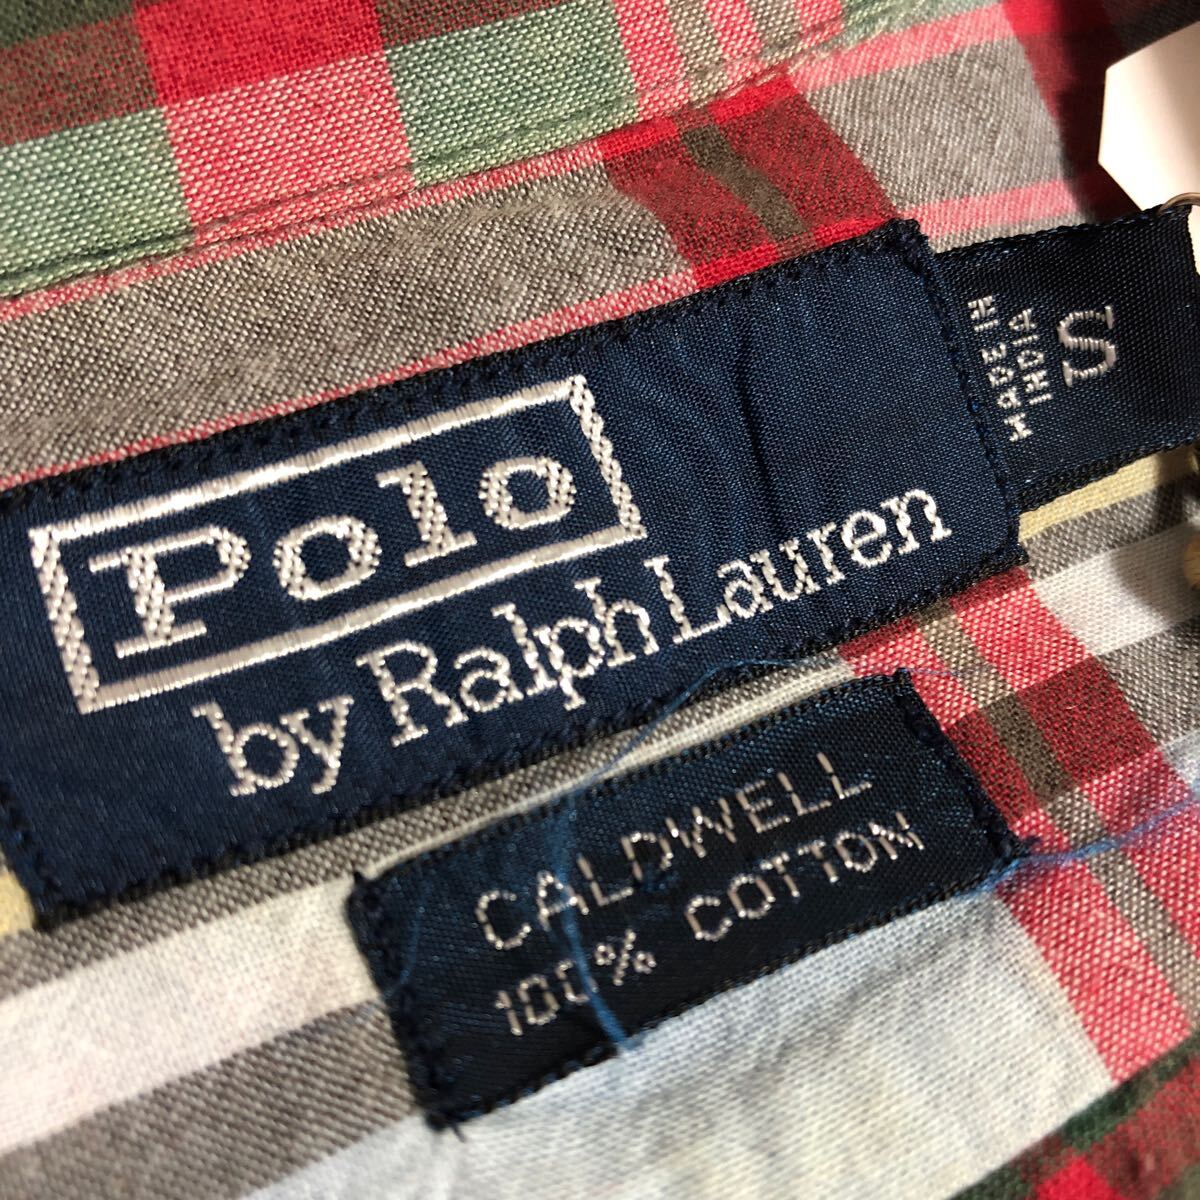 Polo
by Ralph Lauren
MADE IN
INDIA
S
CALDWELL
100% COTTON